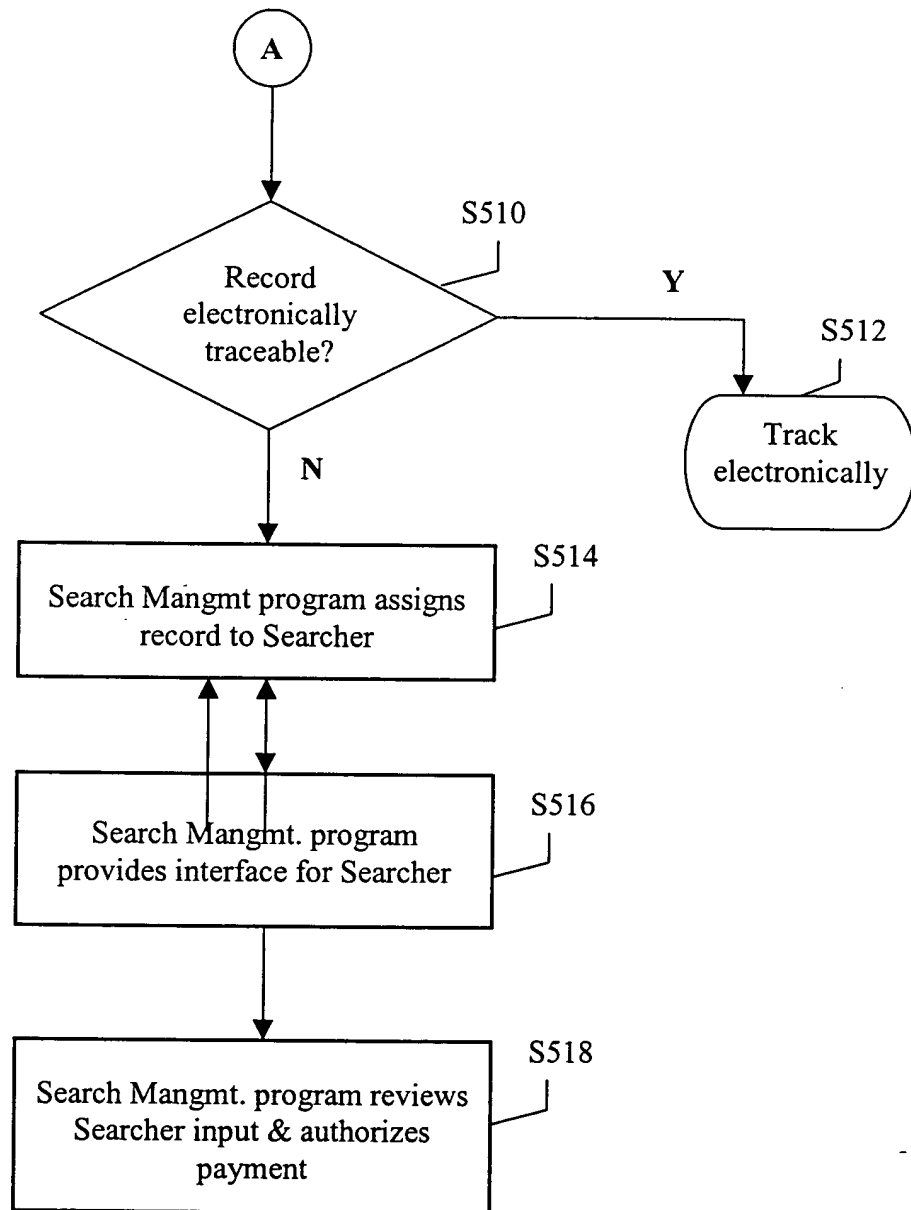 A
S510
Record
electronically
traceable?
Y
S512
Track
electronically
N
S514
Search Mangmt program assigns
record to Searcher
S516
Search Mangmt. program
provides interface for Searcher
S518
Search Mangmt. program reviews
Searcher input & authorizes
payment